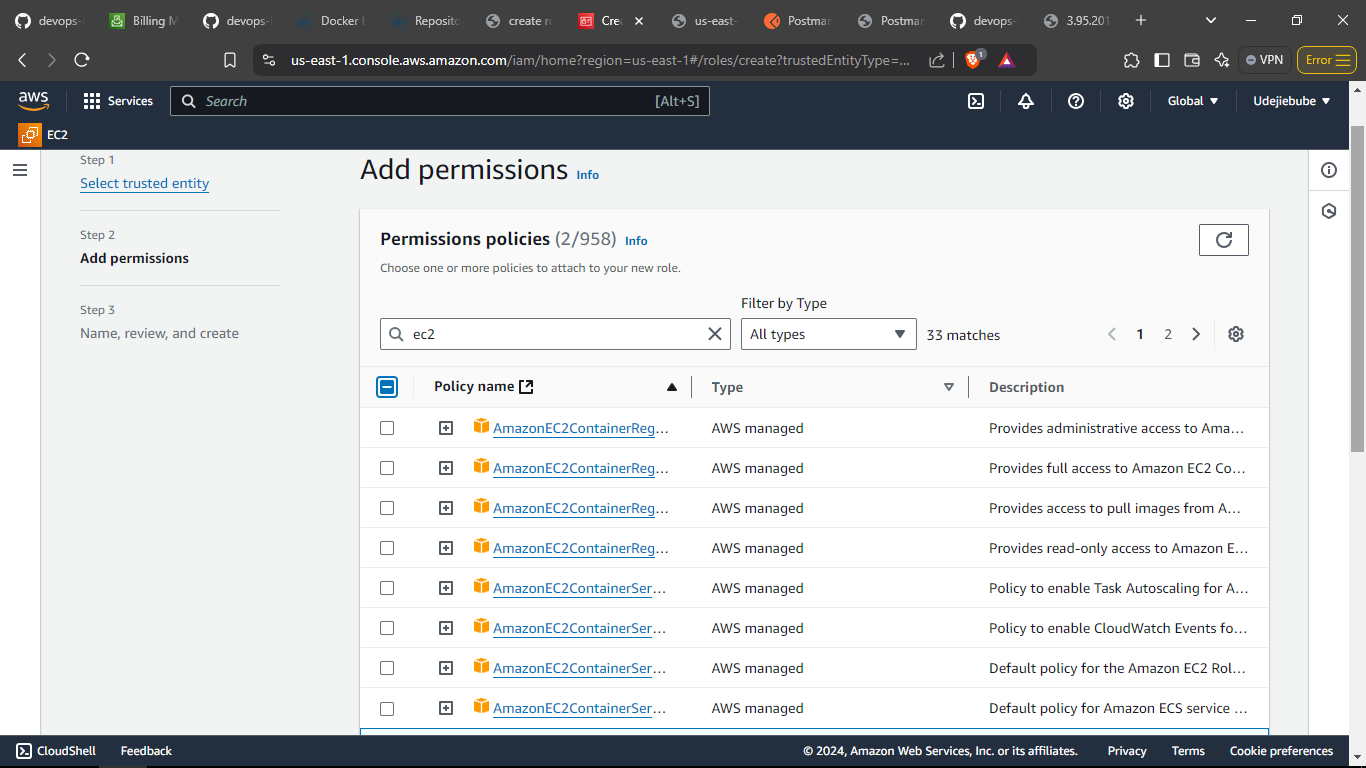 devops-
Billing M
devops-
Docker H
Reposito
create ro
Cre
us-east-
Postman
Postman
devops-
3.95.201
us-east-1.console.aws.amazon.com/iam/home?region=us-east-1#/roles/create?trustedEntityType=...
1
VPN
Error
aws
Services
Search
[Alt+S]
Global
Udejiebube
EC2
Step 1
Select trusted entity
Step 2
Add permissions
Step 3
Name, review, and create
Add permissions Info
Permissions policies (2/958) Info
Choose one or more policies to attach to your new role.
Filter by Type
ec2
All types
33 matches
1 2
Policy name
Type
Description
AmazonEC2ContainerReg... AWS managed Provides administrative access to Ama...
AmazonEC2ContainerReg... AWS managed Provides full access to Amazon EC2 Co...
AmazonEC2ContainerReg... AWS managed Provides access to pull images from A...
AmazonEC2ContainerReg... AWS managed Provides read-only access to Amazon E...
AmazonEC2ContainerSer... AWS managed Policy to enable Task Autoscaling for A...
AmazonEC2ContainerSer... AWS managed Policy to enable CloudWatch Events fo...
AmazonEC2ContainerSer... AWS managed Default policy for the Amazon EC2 Rol...
AmazonEC2ContainerSer... AWS managed Default policy for Amazon ECS service ...
CloudShell
Feedback
© 2024, Amazon Web Services, Inc. or its affiliates.
Privacy
Terms
Cookie preferences